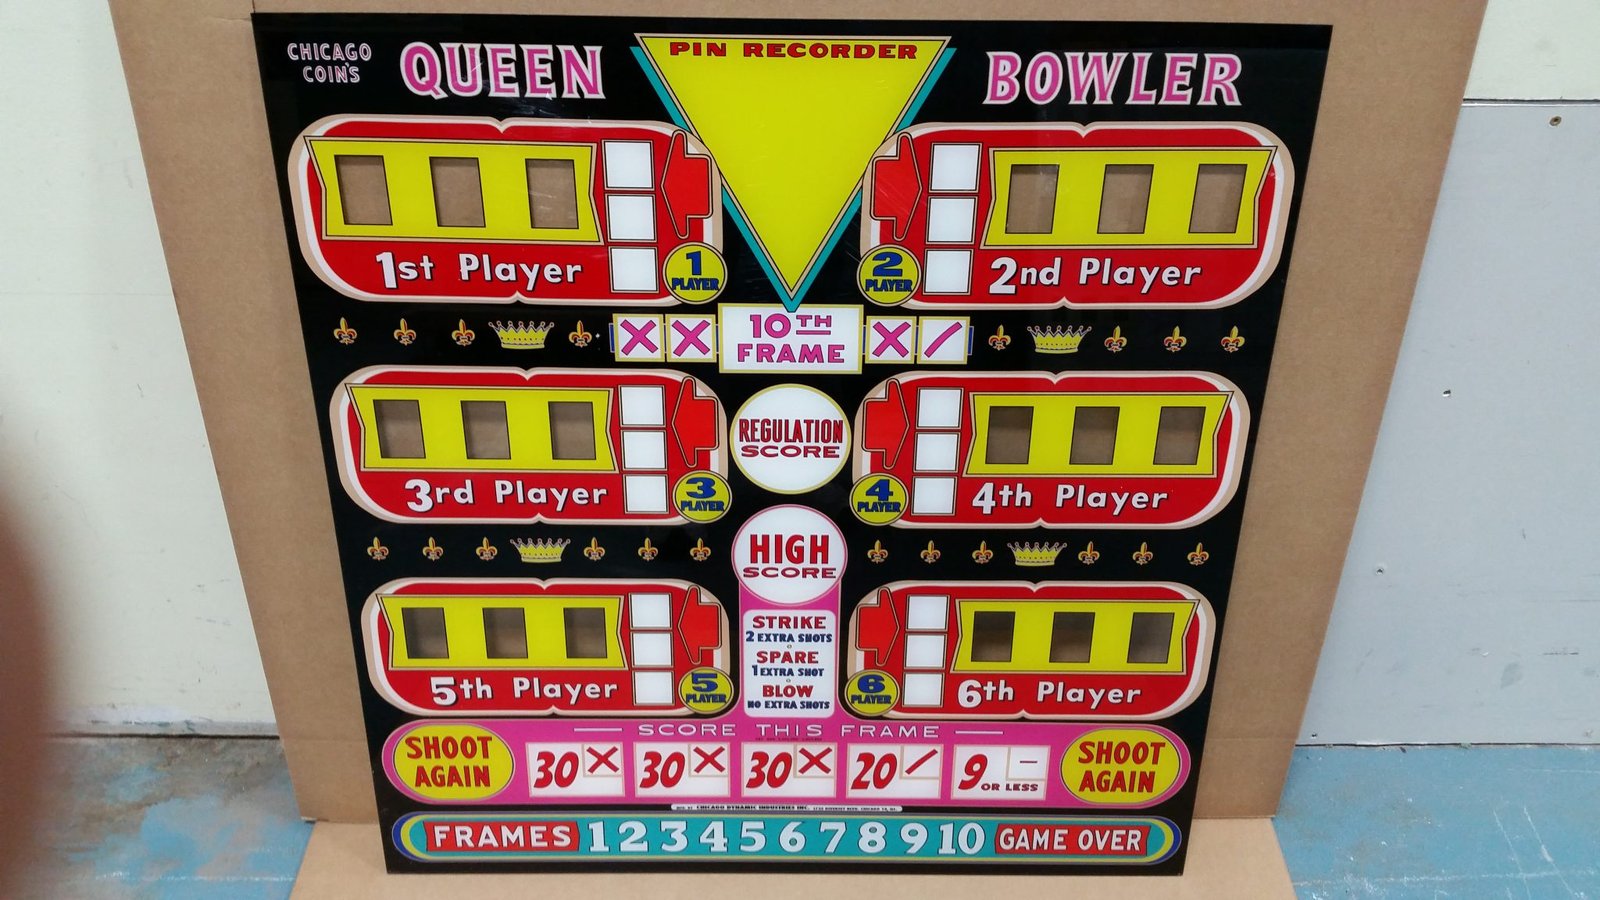 CHICAGO
COIN'S
QUEEN
PIN RECORDER
BOWLER
1st Player
1
PLAYER
2
PLAYER
2nd Player
X X
10TH
FRAME
X /
3rd Player
3
PLAYER
REGULATION
SCORE
4
PLAYER
4th Player
HIGH
SCORE
5th Player
5
PLAYER
STRIKE
2 EXTRA SHOTS
SPARE
1 EXTRA SHOT
BLOW
NO EXTRA SHOTS
6
PLAYER
6th Player
— SCORE THIS FRAME —
SHOOT
AGAIN
30 X
30 X
30 X
20 /
9 -
OR LESS
SHOOT
AGAIN
CHICAGO DYNAMIC INDUSTRIES INC.
FRAMES 1 2 3 4 5 6 7 8 9 10 GAME OVER